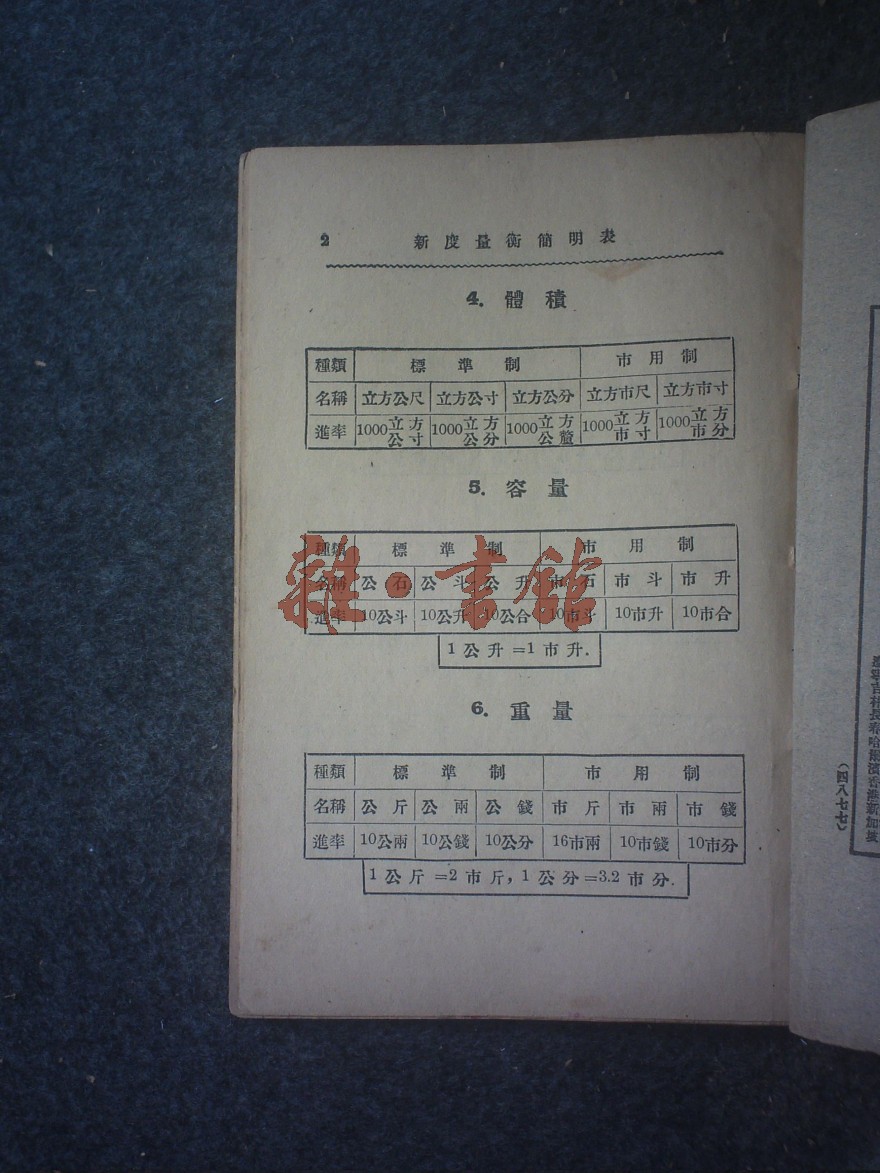 2 新度量衡簡明表
4. 體積
種類 標準制 市用制
名稱 立方公尺 立方公寸 立方公分 立方市尺 立方市寸
進率 1000立方公寸 1000立方公分 1000立方公釐 1000立方市寸 1000立方市分
5. 容量
種類 標準制 市用制
名稱 公石 公斗 公升 市石 市斗 市升
進率 10公斗 10公升 10公合 10市斗 10市升 10市合
1公升=1市升.
6. 重量
種類 標準制 市用制
名稱 公斤 公兩 公錢 市斤 市兩 市錢
進率 10公兩 10公錢 10公分 16市兩 10市錢 10市分
1公斤=2市斤，1公分=3.2市分.
雜·書館
(四八七七)